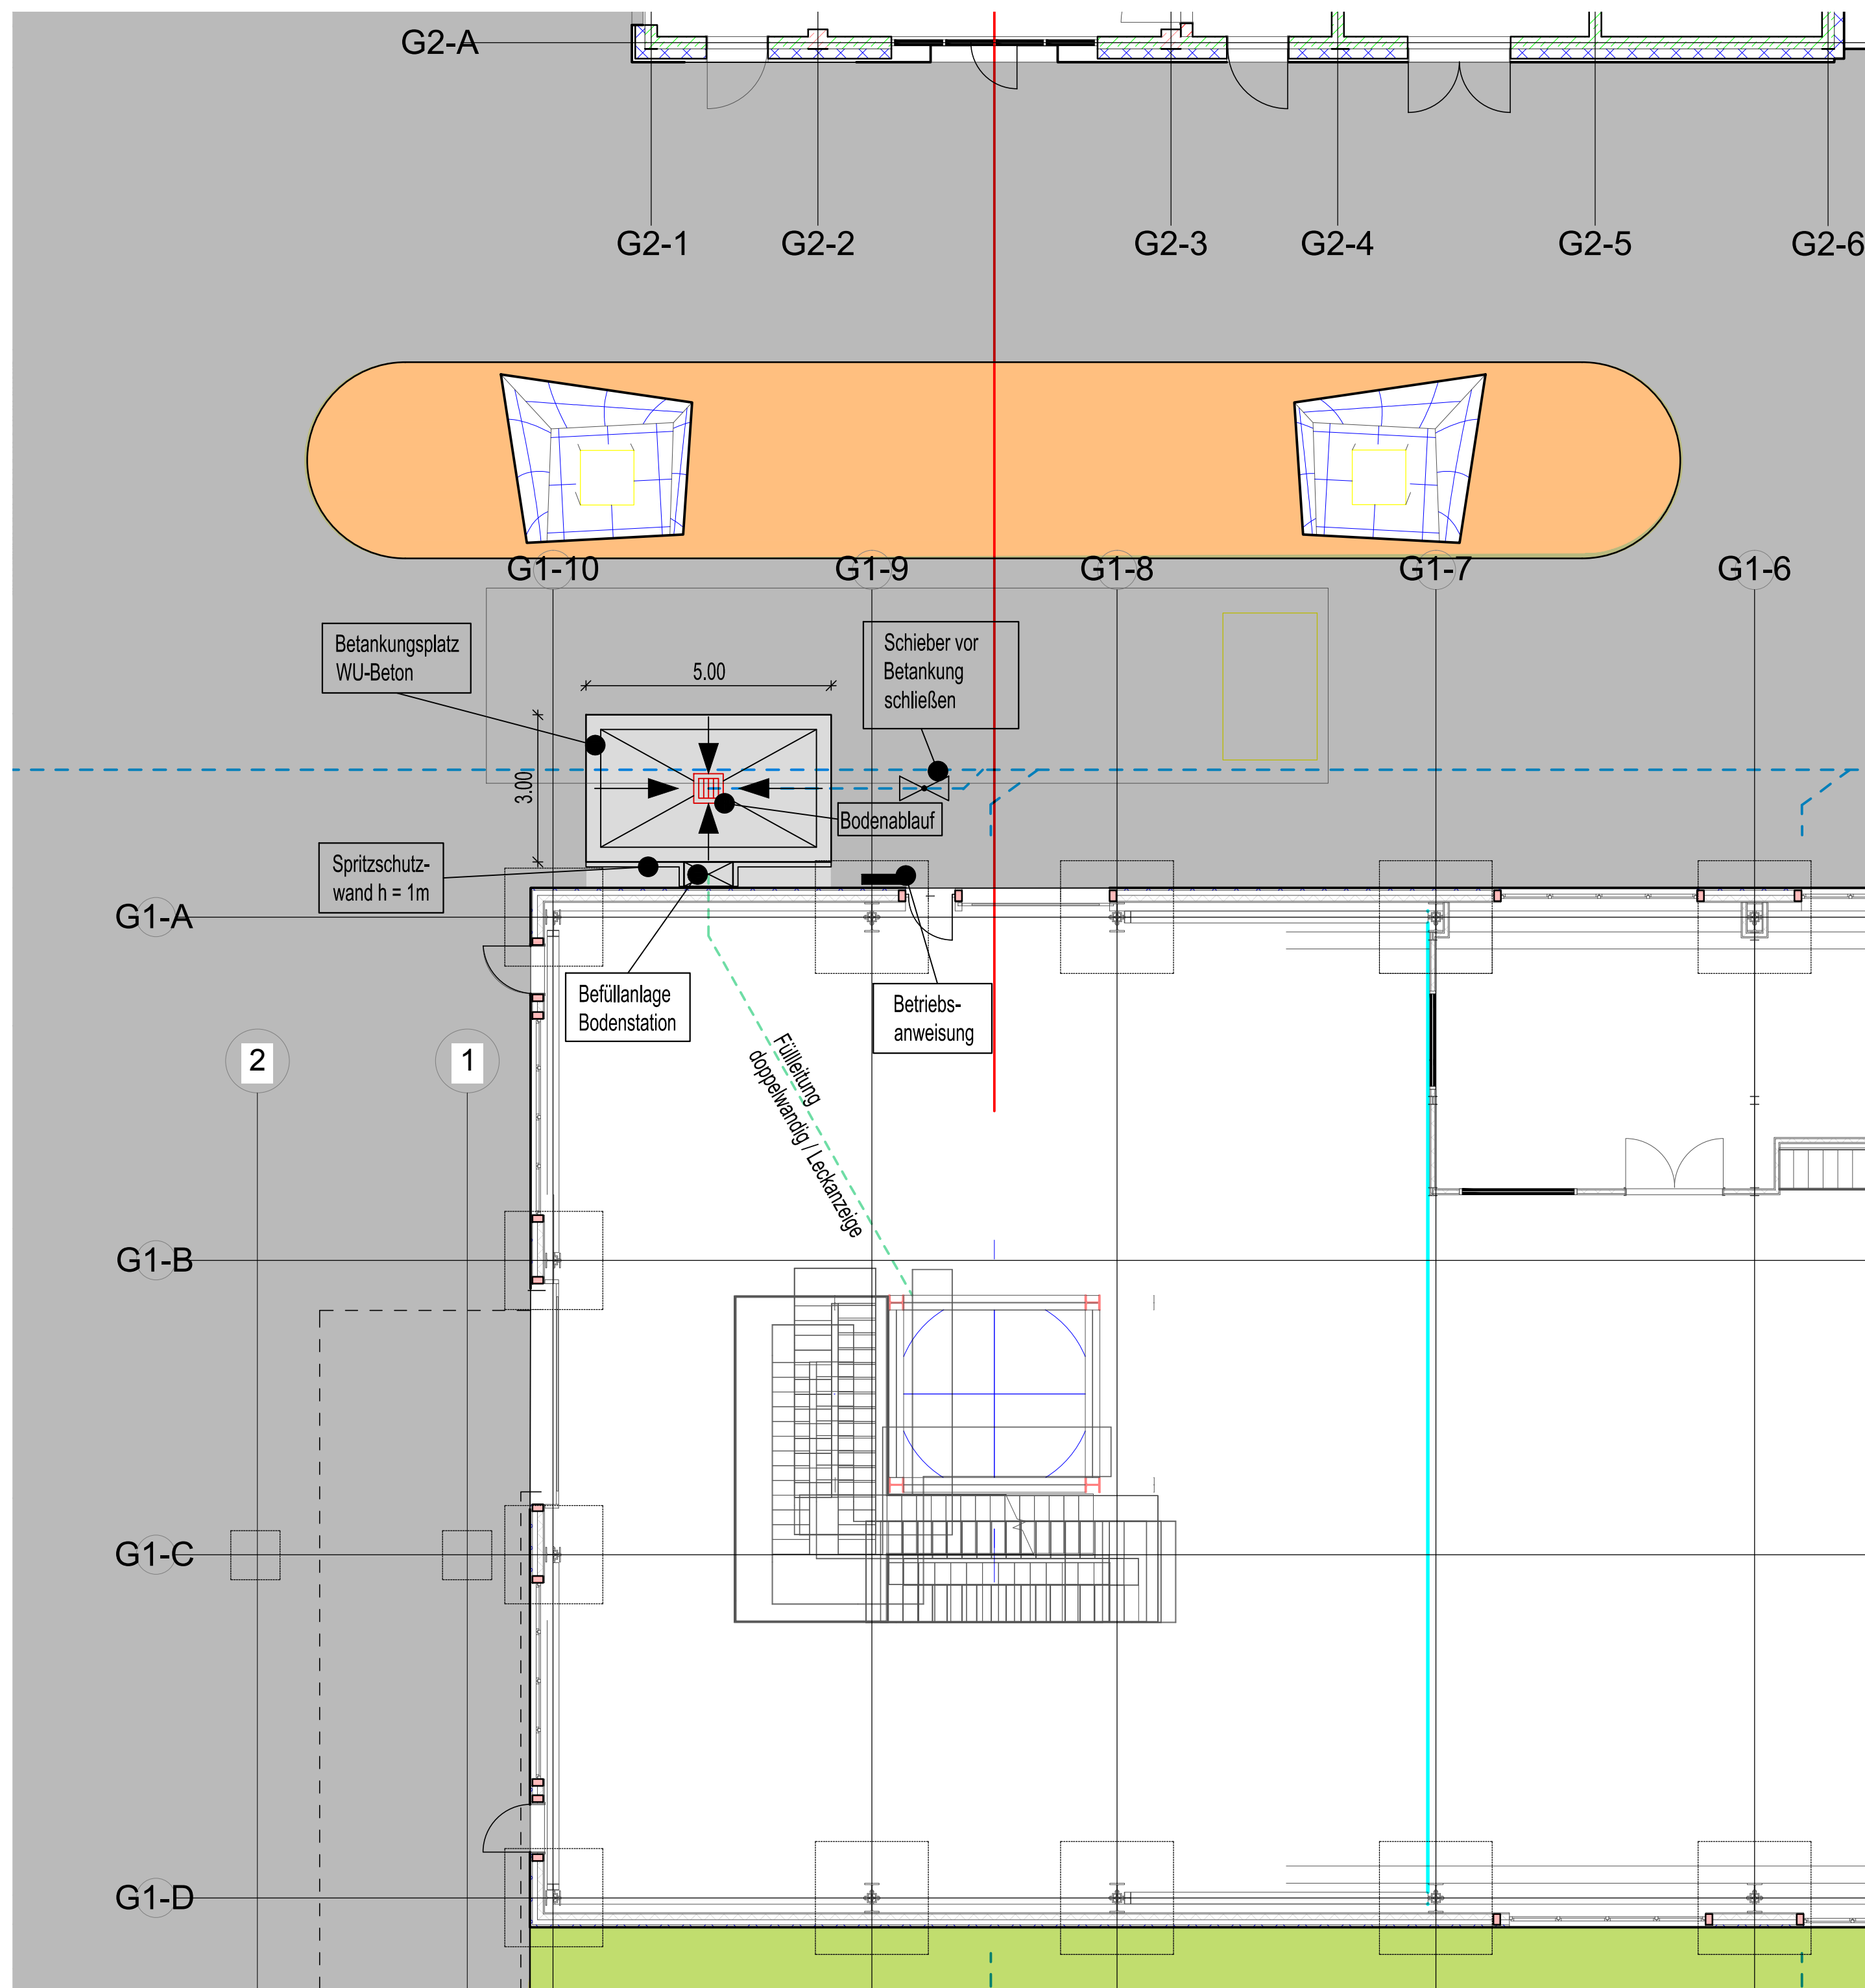 G2-A
G2-1
G2-2
G2-3
G2-4
G2-5
G2-6
G1-10
G1-9
G1-8
G1-7
G1-6
Betankungsplatz
WU-Beton
5.00
Schieber vor
Betankung
schließen
3.00
Bodenablauf
Spritzschutz-
wand h = 1m
G1-A
Befüllanlage
Bodenstation
Betriebs-
anweisung
2
1
Füllleitung
doppelwandig / Leckanzeige
G1-B
G1-C
G1-D